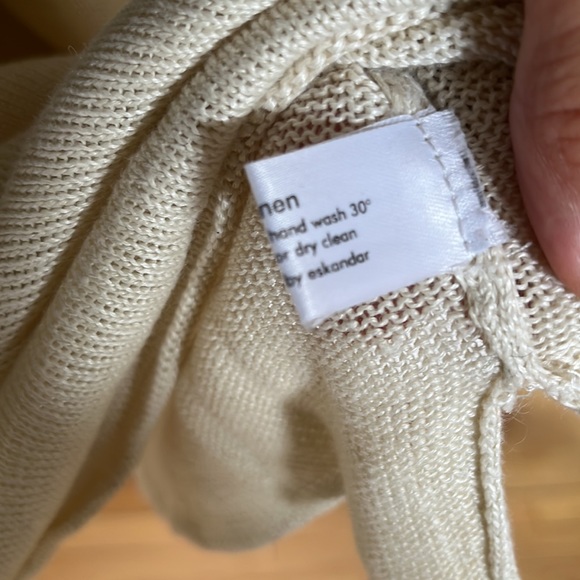 nen
hand wash 30°
or dry clean
by eskandar